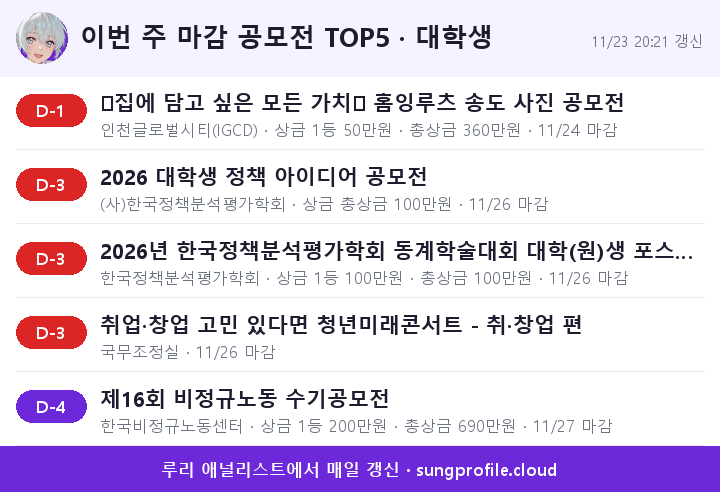 이번 주 마감 공모전 TOP5 · 대학생
11/23 20:21 갱신
D-1
집에 담고 싶은 모든 가치 홈잉루츠 송도 사진 공모전
인천글로벌시티(IGCD) · 상금 1등 50만원 · 총상금 360만원 · 11/24 마감
D-3
2026 대학생 정책 아이디어 공모전
(사)한국정책분석평가학회 · 상금 총상금 100만원 · 11/26 마감
D-3
2026년 한국정책분석평가학회 동계학술대회 대학(원)생 포스...
한국정책분석평가학회 · 상금 1등 100만원 · 총상금 100만원 · 11/26 마감
D-3
취업·창업 고민 있다면 청년미래콘서트 - 취·창업 편
국무조정실 · 11/26 마감
D-4
제16회 비정규노동 수기공모전
한국비정규노동센터 · 상금 1등 200만원 · 총상금 690만원 · 11/27 마감
루리 애널리스트에서 매일 갱신 · sungprofile.cloud